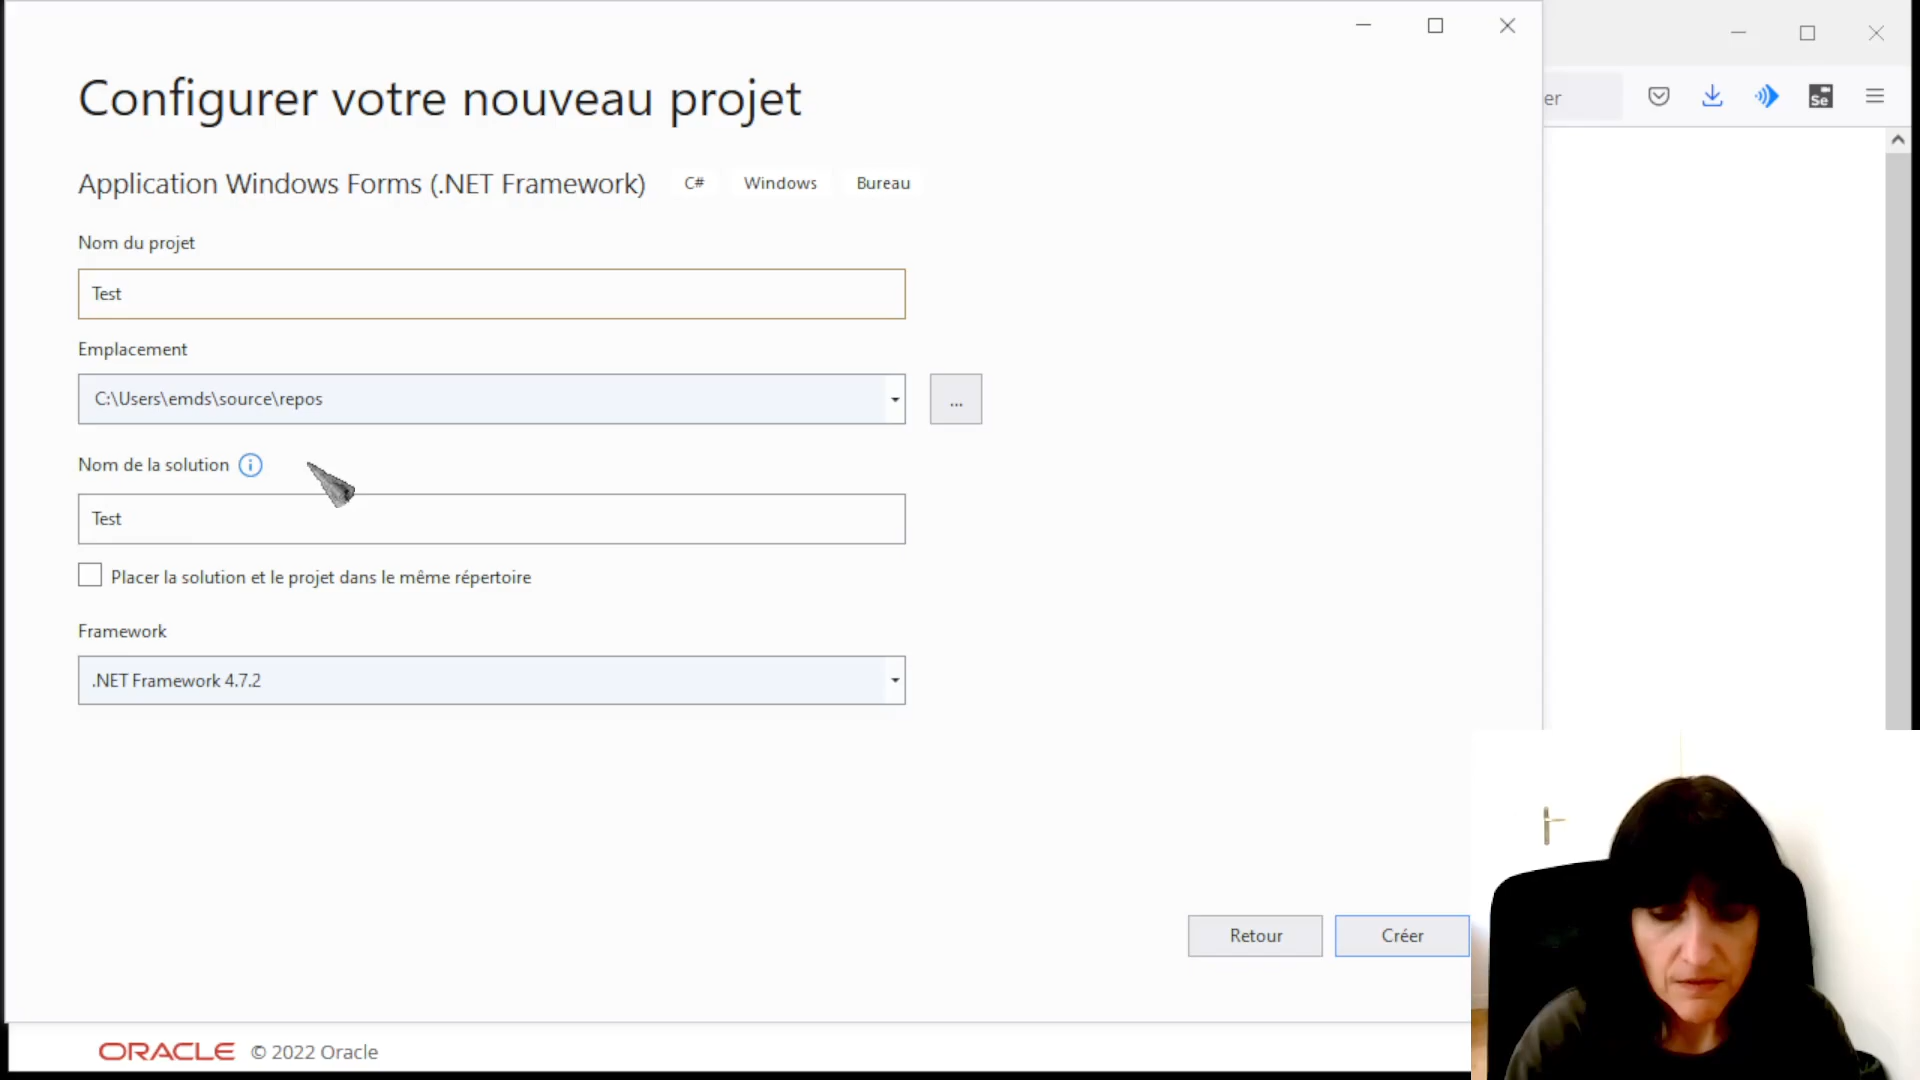 Configurer votre nouveau projet
er
Se
Application Windows Forms (.NET Framework) C# Windows Bureau
Nom du projet
Test
Emplacement
C:\Users\emds\source\repos
...
Nom de la solution
Test
Placer la solution et le projet dans le même répertoire
Framework
.NET Framework 4.7.2
Retour Créer
ORACLE © 2022 Oracle